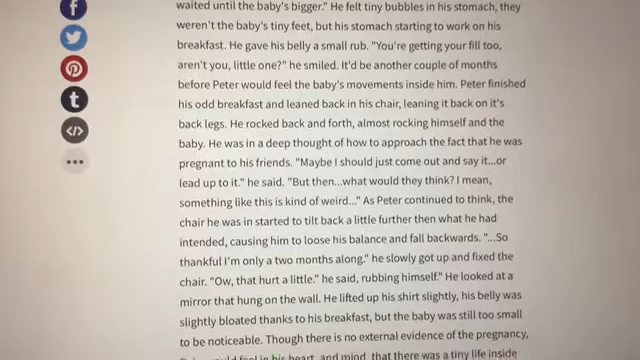 waited until the baby's bigger." He felt tiny bubbles in his stomach, they
weren't the baby's tiny feet, but his stomach starting to work on his
breakfast. He gave his belly a small rub. "You're getting your fill too,
aren't you, little one?" he smiled. It'd be another couple of months
before Peter would feel the baby's movements inside him. Peter finished
his odd breakfast and leaned back in his chair, leaning it back on it's
back legs. He rocked back and forth, almost rocking himself and the
baby. He was in a deep thought of how to approach the fact that he was
pregnant to his friends. "Maybe I should just come out and say it...or
lead up to it." he said. "But then...what would they think? I mean,
something like this is kind of weird..." As Peter continued to think, the
chair he was in started to tilt back a little further then what he had
intended, causing him to loose his balance and fall backwards. "...So
thankful I'm only a two months along." he slowly got up and fixed the
chair. "Ow, that hurt a little." he said, rubbing himself." He looked at a
mirror that hung on the wall. He lifted up his shirt slightly, his belly was
slightly bloated thanks to his breakfast, but the baby was still too small
to be noticeable. Though there is no external evidence of the pregnancy,
feel in his heart, and mind, that there was a tiny life inside